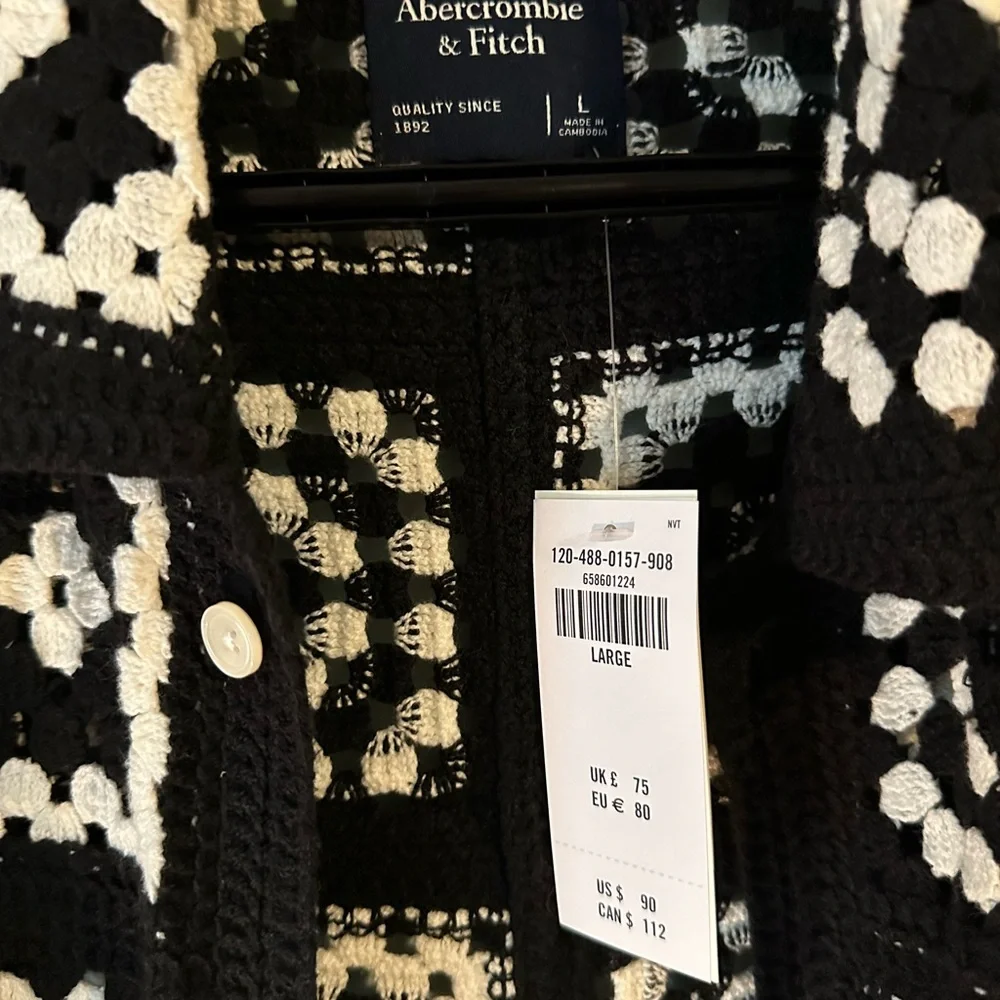 Abercrombie
& Fitch
QUALITY SINCE
1892
L
MADE IN
CAMBODIA
NVT
120-488-0157-908
658601224
LARGE
UK £ 75
EU € 80
US $ 90
CAN $ 112